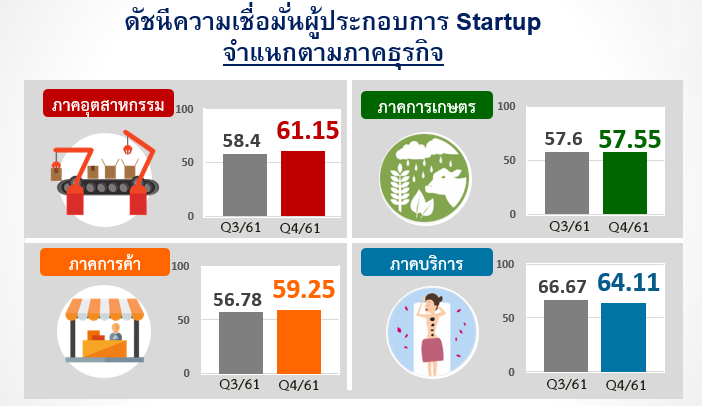 ดัชนีความเชื่อมั่นผู้ประกอบการ Startup
จำแนกตามภาคธุรกิจ
ภาคอุตสาหกรรม
100
50
0
58.4
61.15
Q3/61
Q4/61
ภาคการเกษตร
100
50
0
57.6
57.55
Q3/61
Q4/61
ภาคการค้า
100
50
0
56.78
59.25
Q3/61
Q4/61
ภาคบริการ
100
50
0
66.67
64.11
Q3/61
Q4/61